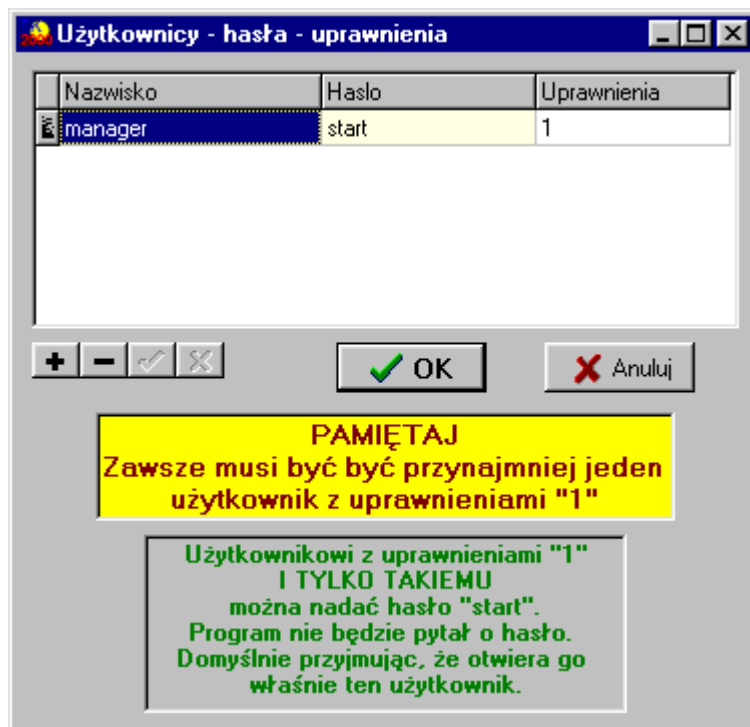 2000 Użytkownicy - hasła - uprawnienia
Nazwisko Haslo Uprawnienia
manager start 1
OK Anuluj
PAMIĘTAJ
Zawsze musi być być przynajmniej jeden
użytkownik z uprawnieniami "1"
Użytkownikowi z uprawnieniami "1"
I TYLKO TAKIEMU
można nadać hasło "start".
Program nie będzie pytał o hasło.
Domyślnie przyjmując, że otwiera go
właśnie ten użytkownik.